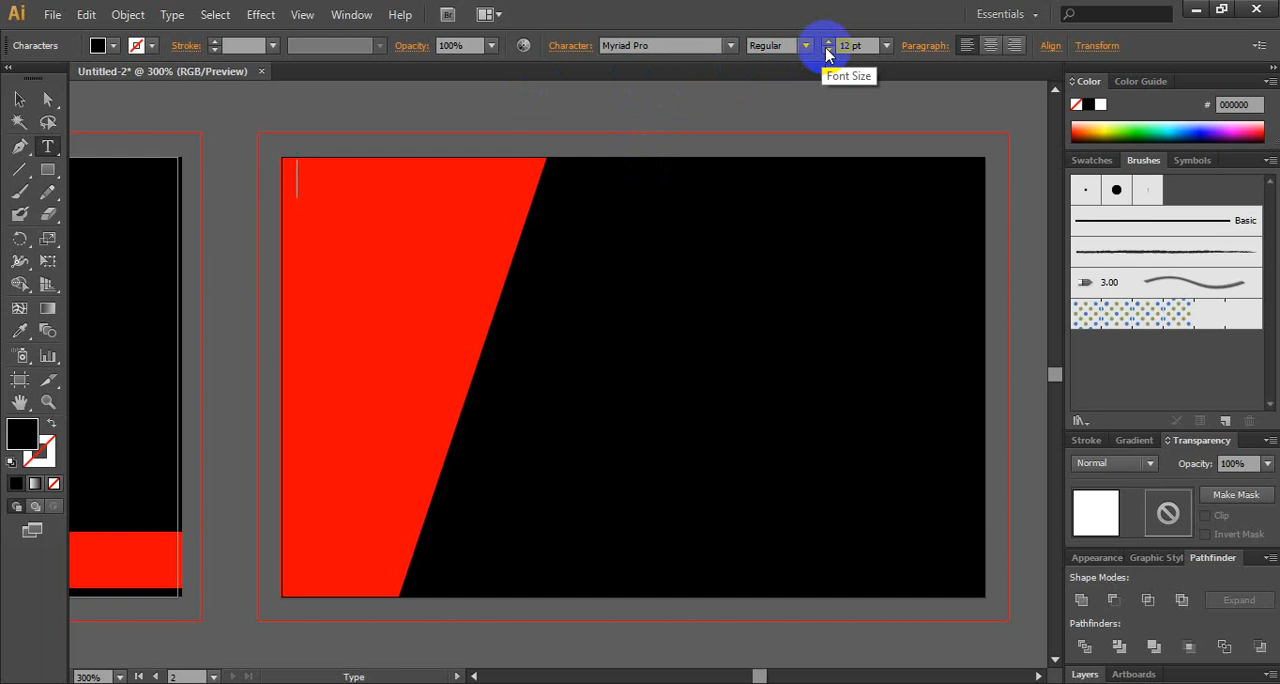 Ai File Edit Object Type Select Effect View Window Help Br Essentials
Characters Stroke: Opacity: 100% Character: Myriad Pro Regular 12 pt Paragraph: Align Transform
Untitled-2* @ 300% (RGB/Preview) ×
Font Size
Color Color Guide
# 000000
Swatches Brushes Symbols
Basic
3.00
Stroke Gradient Transparency
Normal Opacity: 100%
Make Mask
Clip
Invert Mask
Appearance Graphic Styl Pathfinder
Shape Modes:
Expand
Pathfinders:
Layers Artboards
300% 2 Type